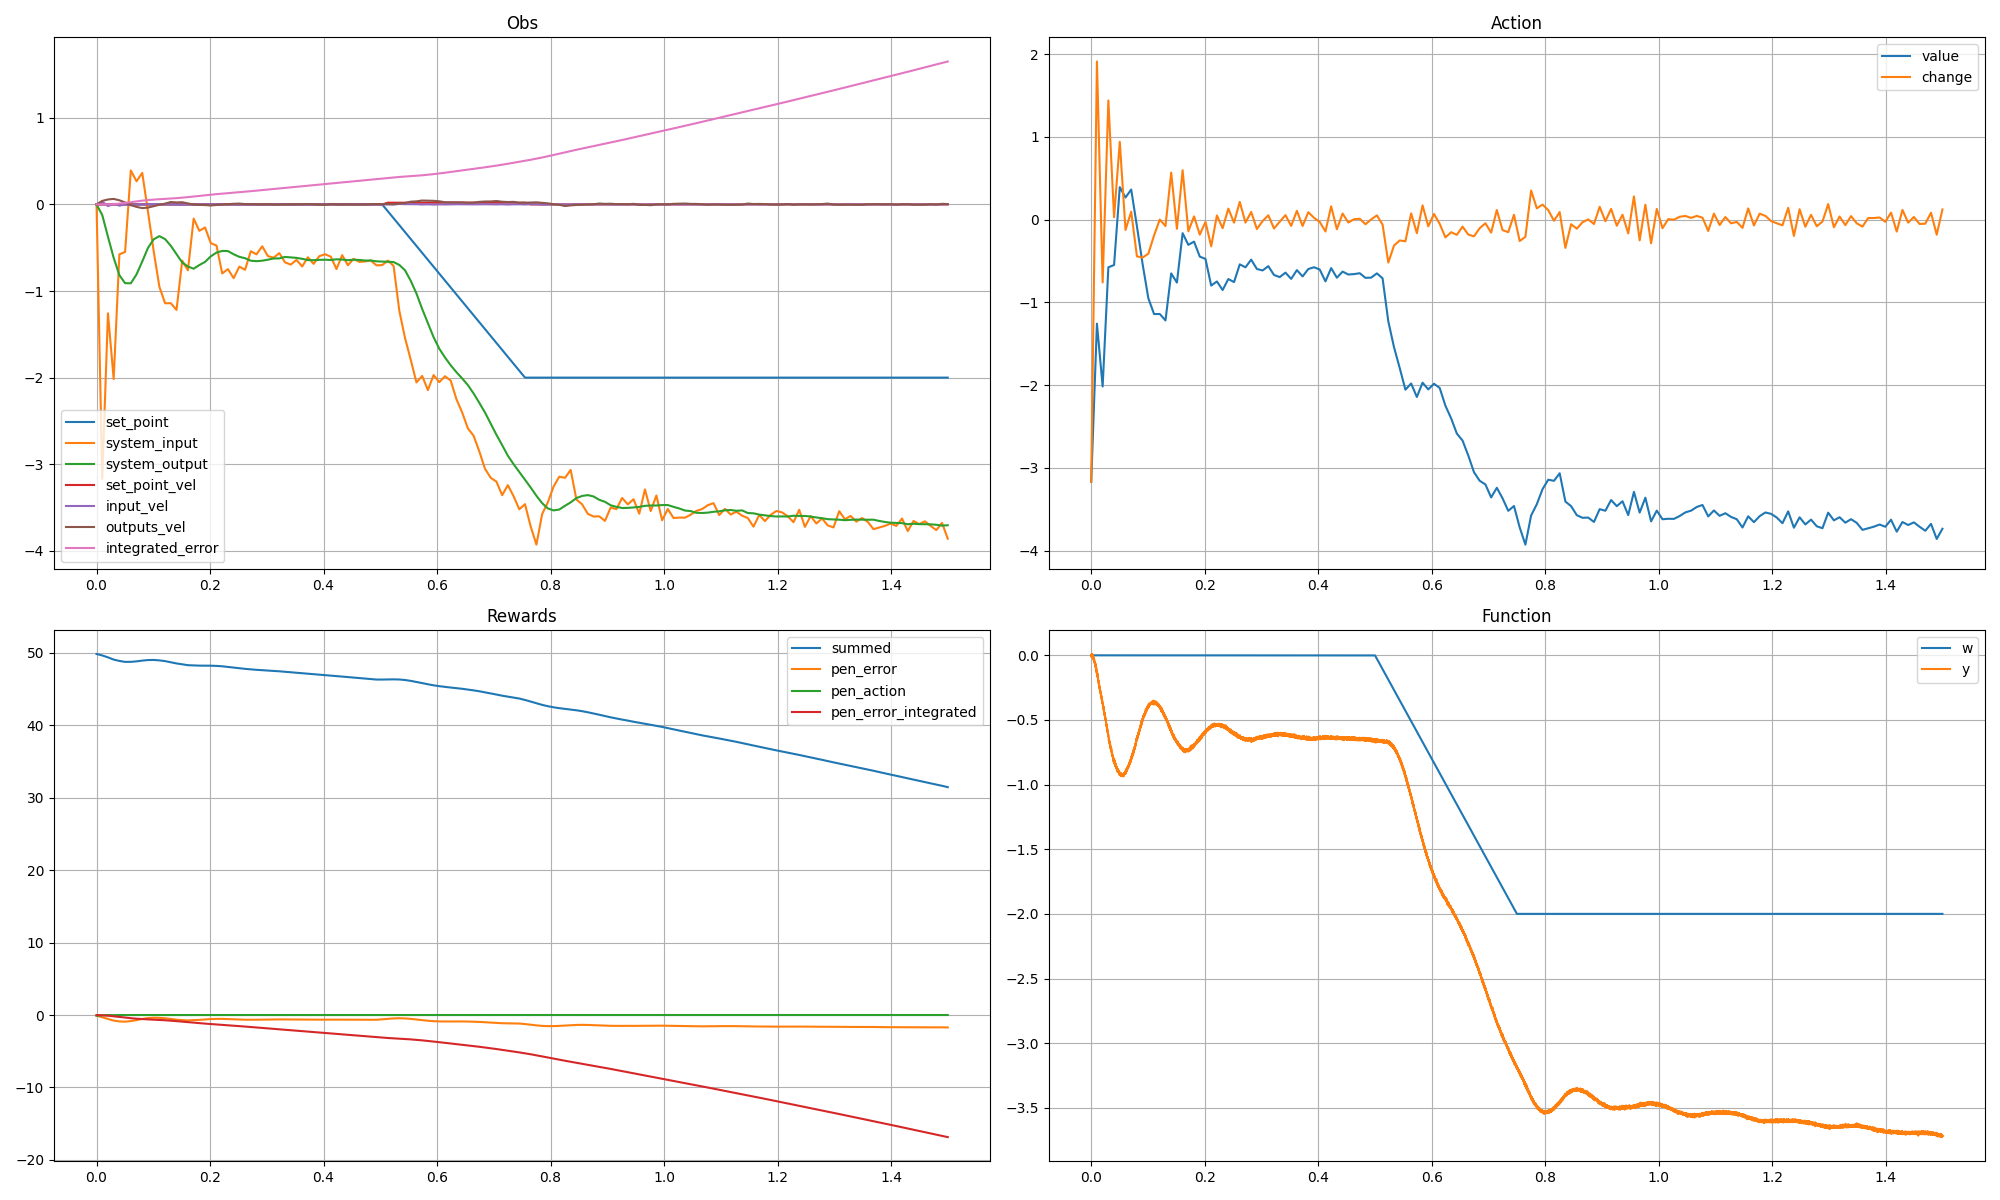 Obs
1
0
−1
−2
−3
−4
set_point
system_input
system_output
set_point_vel
input_vel
outputs_vel
integrated_error
0.0 0.2 0.4 0.6 0.8 1.0 1.2 1.4
Action
2
1
0
−1
−2
−3
−4
value
change
0.0 0.2 0.4 0.6 0.8 1.0 1.2 1.4
Rewards
50
40
30
20
10
0
−10
−20
summed
pen_error
pen_action
pen_error_integrated
0.0 0.2 0.4 0.6 0.8 1.0 1.2 1.4
Function
0.0
−0.5
−1.0
−1.5
−2.0
−2.5
−3.0
−3.5
w
y
0.0 0.2 0.4 0.6 0.8 1.0 1.2 1.4